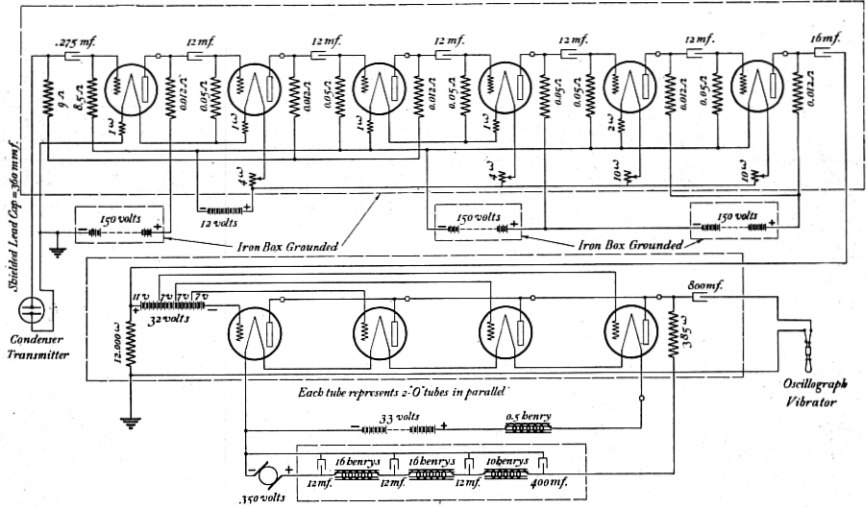 .275 mf.
12 mf.
12 mf.
12 mf.
12 mf.
12 mf.
16 mf.
9 Ω
8.5 Ω
0.012 Ω
0.05 Ω
0.012 Ω
0.05 Ω
0.012 Ω
0.05 Ω
0.05 Ω
0.05 Ω
0.012 Ω
0.05 Ω
0.012 Ω
1 ω
1 ω
1 ω
1 ω
2 ω
4 ω
4 ω
10 ω
10 ω
Shielded Lead Cap = 360 mmf.
- 150 volts +
- +
12 volts
- 150 volts +
- 150 volts +
Iron Box Grounded
Iron Box Grounded
11 v 7 v 7 v 7 v
+ -
32 volts
800 mf.
12.000 ω
385 ω
Condenser
Transmitter
Oscillograph
Vibrator
Each tube represents 2-"O" tubes in parallel
- 33 volts +
0.5 henry
- +
16 henrys
16 henrys
10 henrys
12 mf.
12 mf.
12 mf.
400 mf.
350 volts